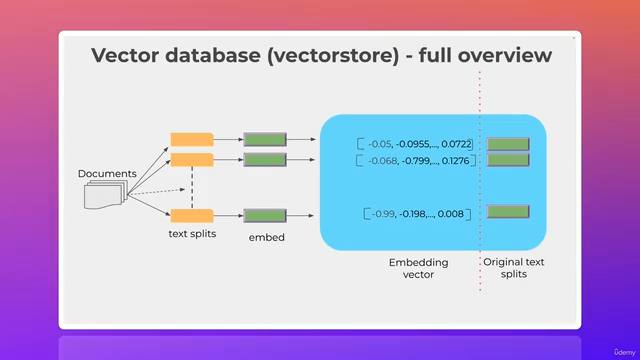 Vector database (vectorstore) - full overview
Documents
text splits
embed
-0.05, -0.0955,..., 0.0722
-0.068, -0.799,..., 0.1276
-0.99, -0.198,..., 0.008
Embedding
vector
Original text
splits
ûdemy